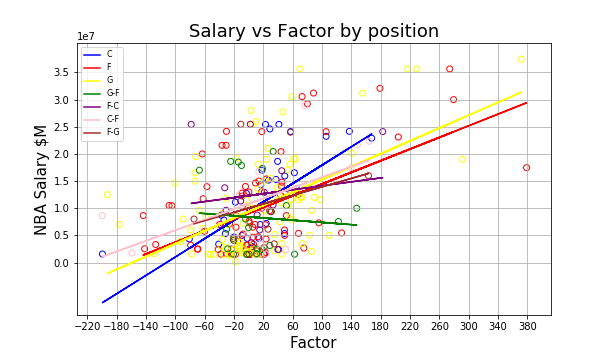 Salary vs Factor by position
1e7
C
F
G
G-F
F-C
C-F
F-G
3.5
3.0
2.5
2.0
1.5
1.0
0.5
0.0
NBA Salary $M
−220 −180 −140 −100 −60 −20 20 60 100 140 180 220 260 300 340 380
Factor